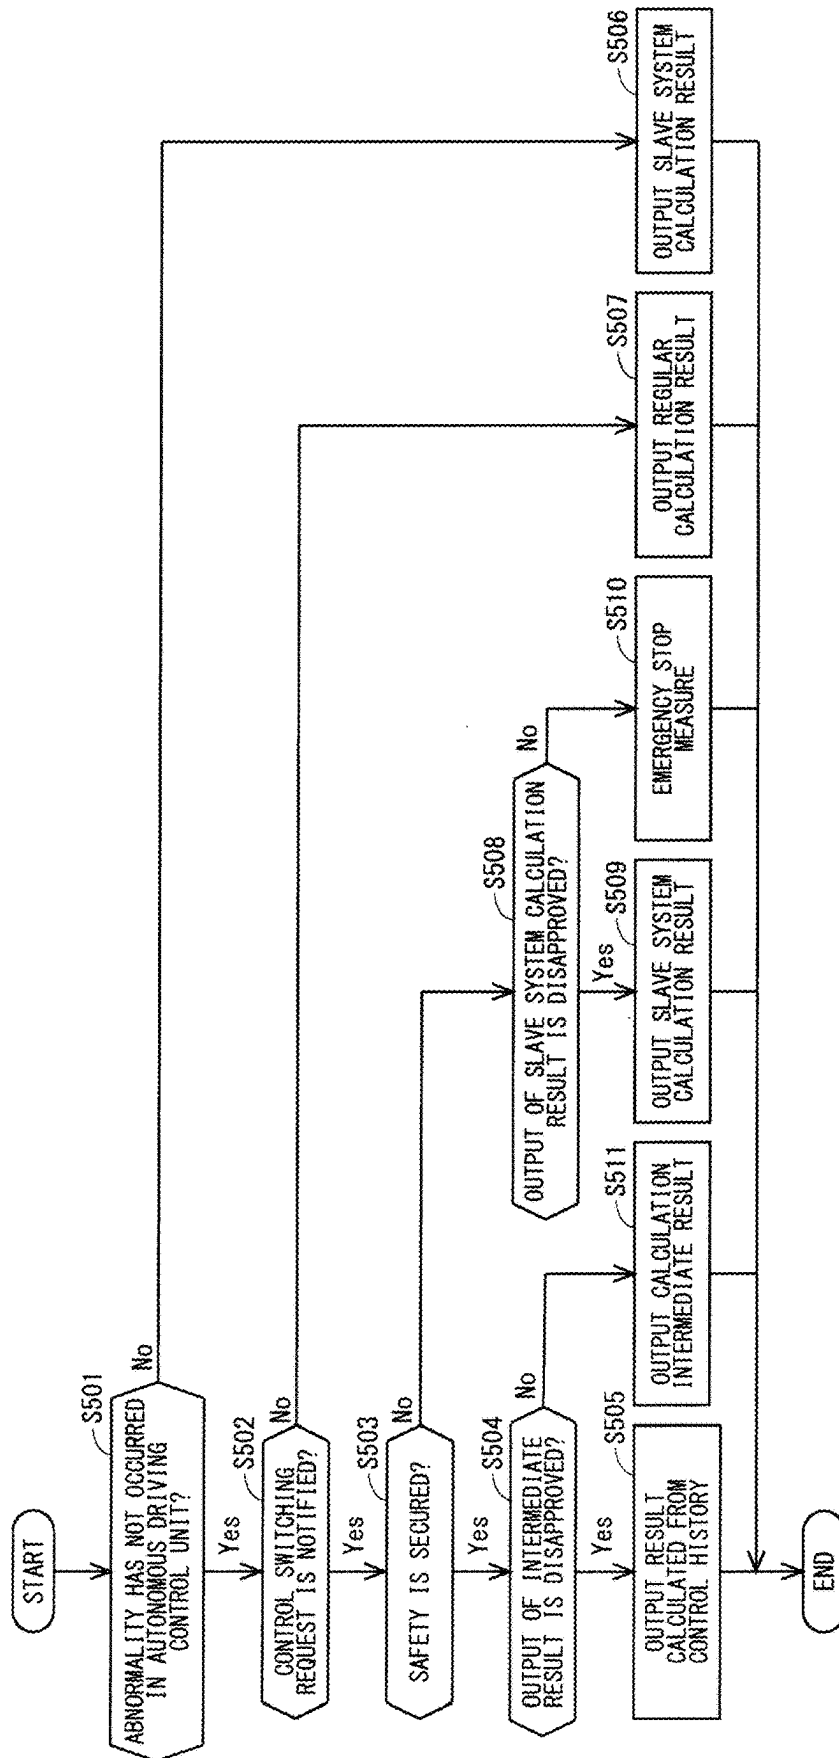 START
S501
ABNORMALITY HAS NOT OCCURRED
IN AUTONOMOUS DRIVING
CONTROL UNIT?
No
Yes
S502
CONTROL SWITCHING
REQUEST IS NOTIFIED?
No
Yes
S503
SAFETY IS SECURED?
No
Yes
S504
OUTPUT OF INTERMEDIATE
RESULT IS DISAPPROVED?
No
Yes
S508
OUTPUT OF SLAVE SYSTEM CALCULATION
RESULT IS DISAPPROVED?
No
Yes
S505
OUTPUT RESULT
CALCULATED FROM
CONTROL HISTORY
S511
OUTPUT CALCULATION
INTERMEDIATE RESULT
S509
OUTPUT SLAVE SYSTEM
CALCULATION RESULT
S510
EMERGENCY STOP
MEASURE
S507
OUTPUT REGULAR
CALCULATION RESULT
S506
OUTPUT SLAVE SYSTEM
CALCULATION RESULT
END